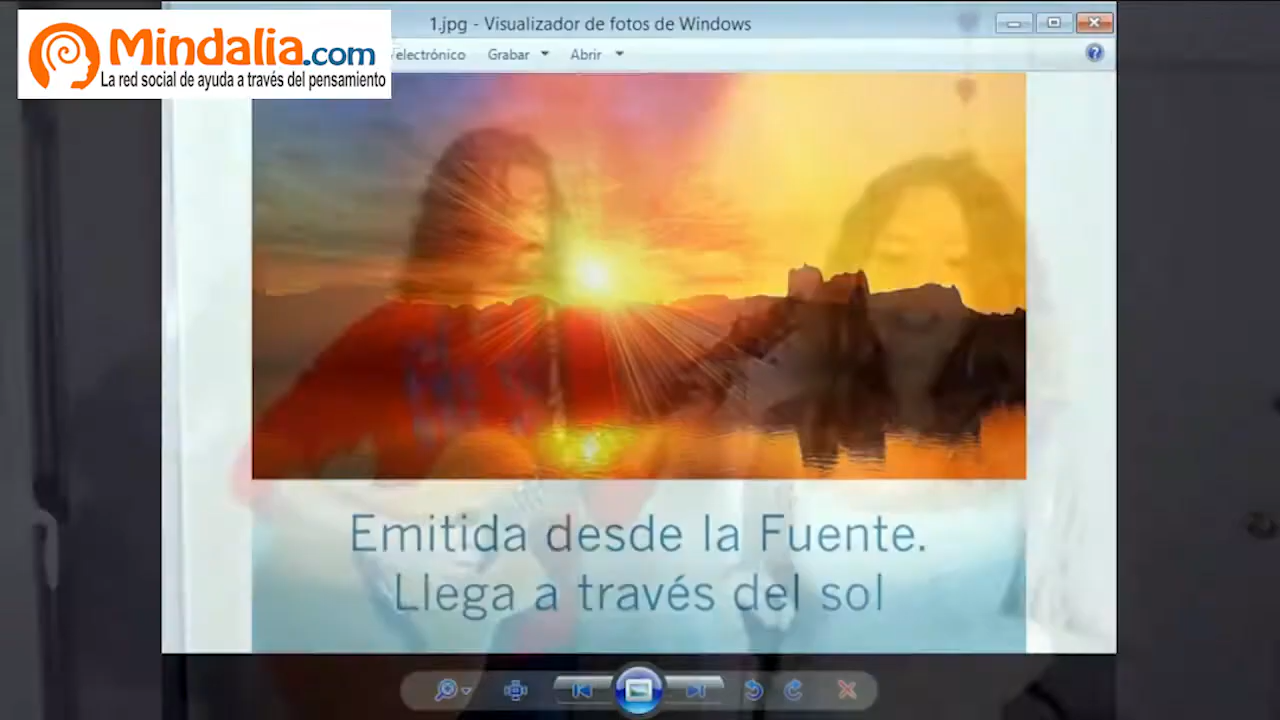 Mindalia.com
La red social de ayuda a través del pensamiento
1.jpg - Visualizador de fotos de Windows
electrónico Grabar Abrir
Emitida desde la Fuente.
Llega a través del sol